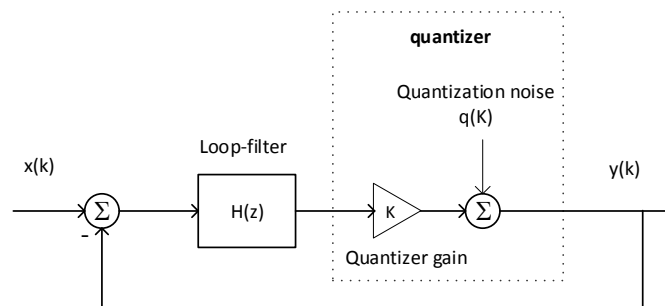 quantizer
Quantization noise
q(K)
Loop-filter
x(k)
y(k)
Σ
-
H(z)
K
Σ
Quantizer gain